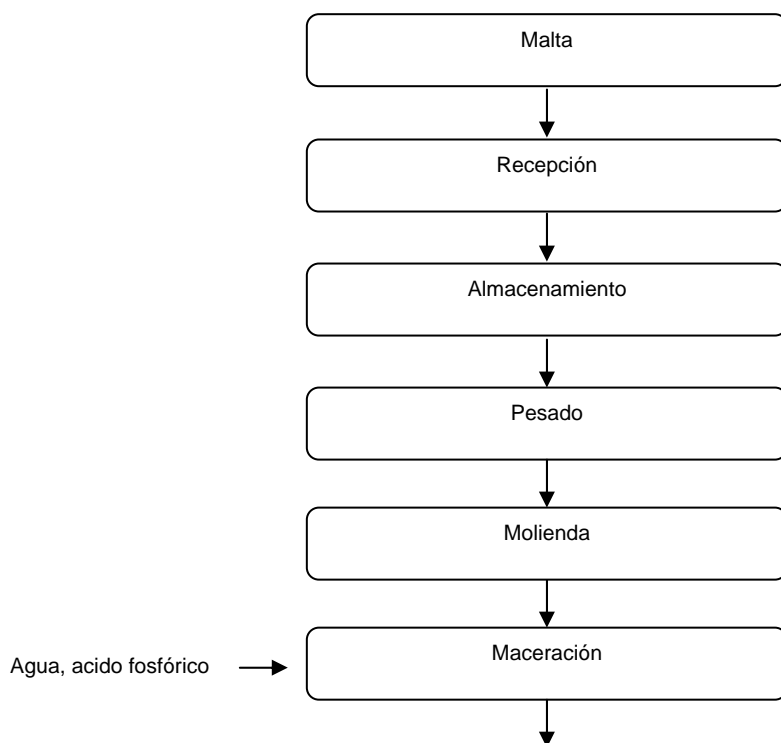 Malta
Recepción
Almacenamiento
Pesado
Molienda
Maceración
Agua, acido fosfórico